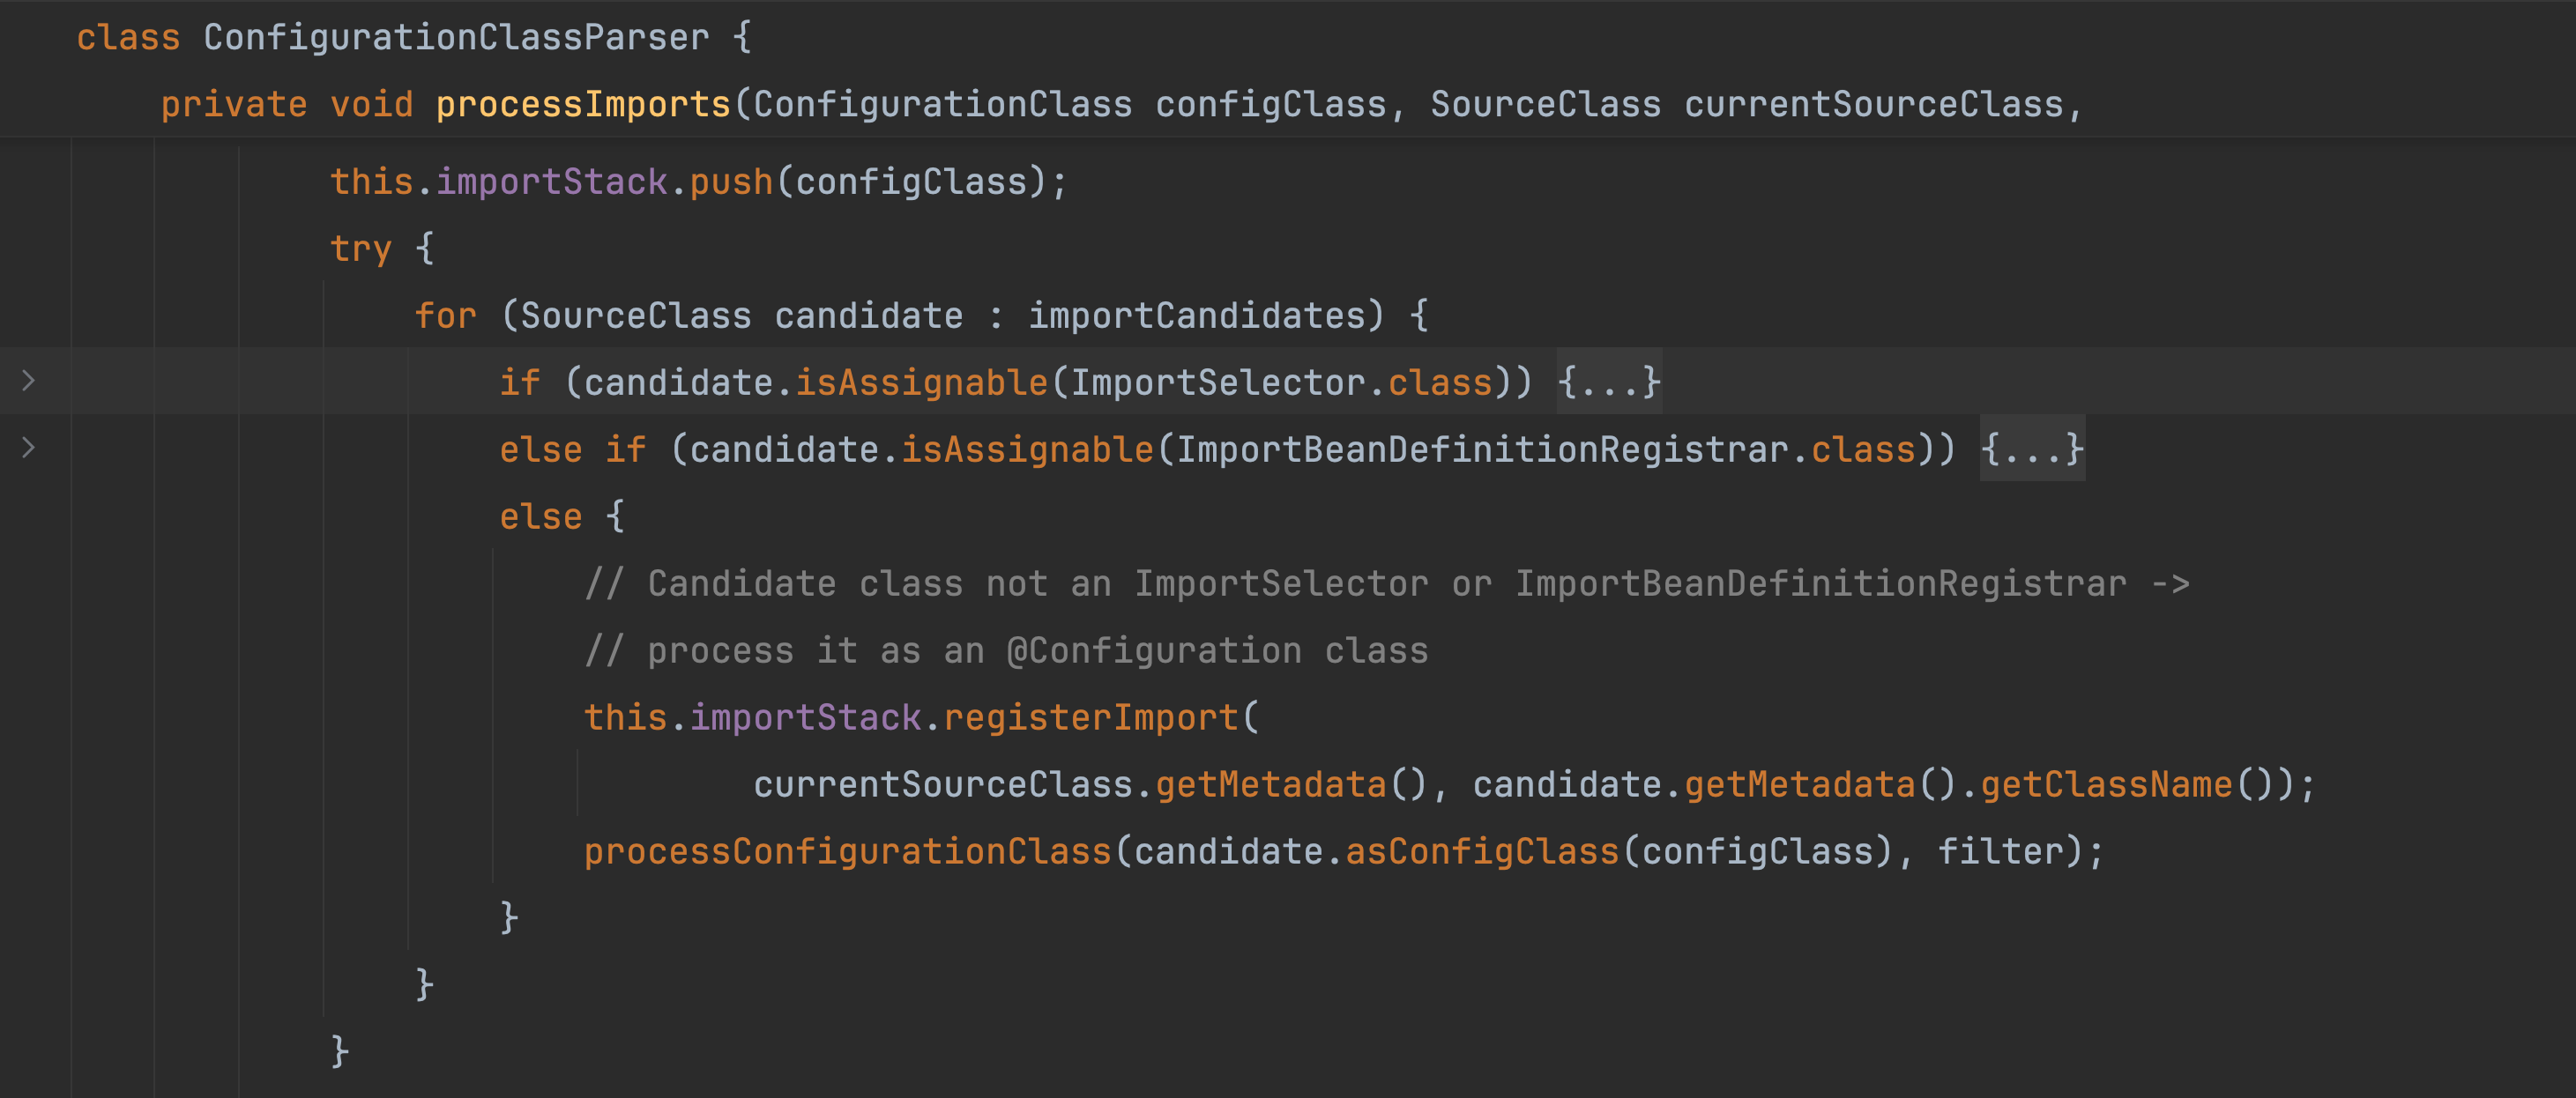 class ConfigurationClassParser {
private void processImports(ConfigurationClass configClass, SourceClass currentSourceClass,
this.importStack.push(configClass);
try {
for (SourceClass candidate : importCandidates) {
if (candidate.isAssignable(ImportSelector.class)) {...}
else if (candidate.isAssignable(ImportBeanDefinitionRegistrar.class)) {...}
else {
// Candidate class not an ImportSelector or ImportBeanDefinitionRegistrar ->
// process it as an @Configuration class
this.importStack.registerImport(
currentSourceClass.getMetadata(), candidate.getMetadata().getClassName());
processConfigurationClass(candidate.asConfigClass(configClass), filter);
}
}
}